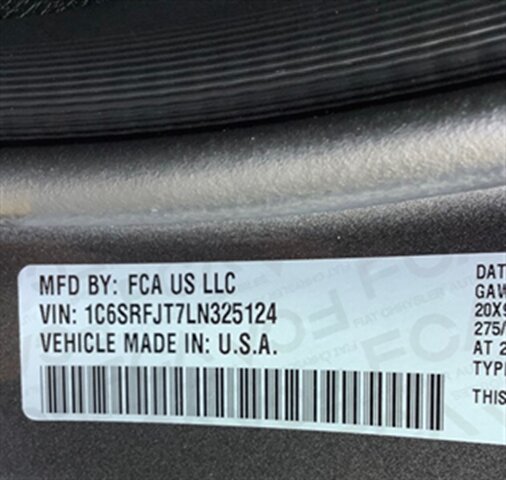 MFD BY: FCA US LLC
VIN: 1C6SRFJT7LN325124
VEHICLE MADE IN: U.S.A.
DAT
GAW
20X9
275/
AT 2
TYP
THIS